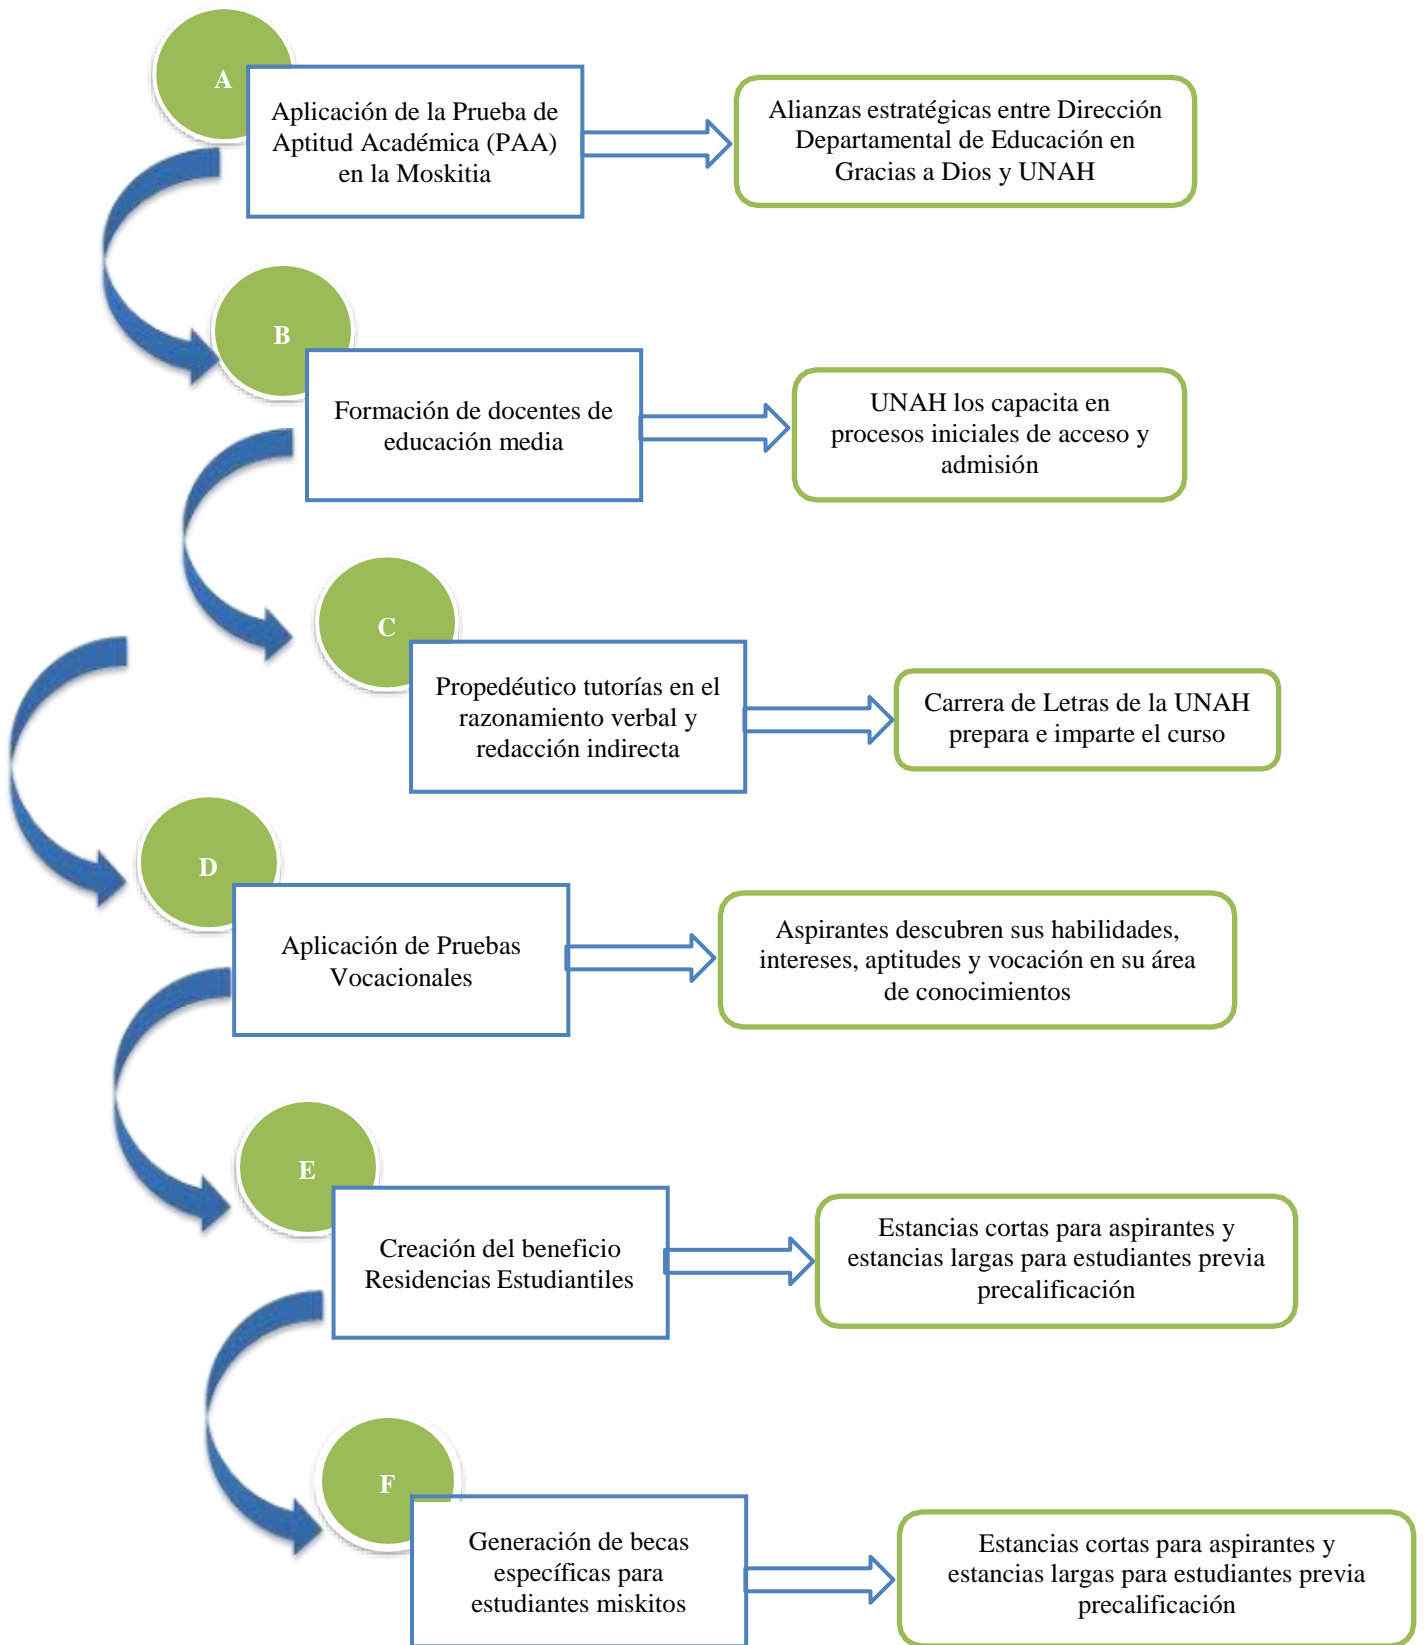 A
Aplicación de la Prueba de
Aptitud Académica (PAA)
en la Moskitia
Alianzas estratégicas entre Dirección
Departamental de Educación en
Gracias a Dios y UNAH
B
Formación de docentes de
educación media
UNAH los capacita en
procesos iniciales de acceso y
admisión
C
Propedéutico tutorías en el
razonamiento verbal y
redacción indirecta
Carrera de Letras de la UNAH
prepara e imparte el curso
D
Aplicación de Pruebas
Vocacionales
Aspirantes descubren sus habilidades,
intereses, aptitudes y vocación en su área
de conocimientos
E
Creación del beneficio
Residencias Estudiantiles
Estancias cortas para aspirantes y
estancias largas para estudiantes previa
precalificación
F
Generación de becas
específicas para
estudiantes miskitos
Estancias cortas para aspirantes y
estancias largas para estudiantes previa
precalificación